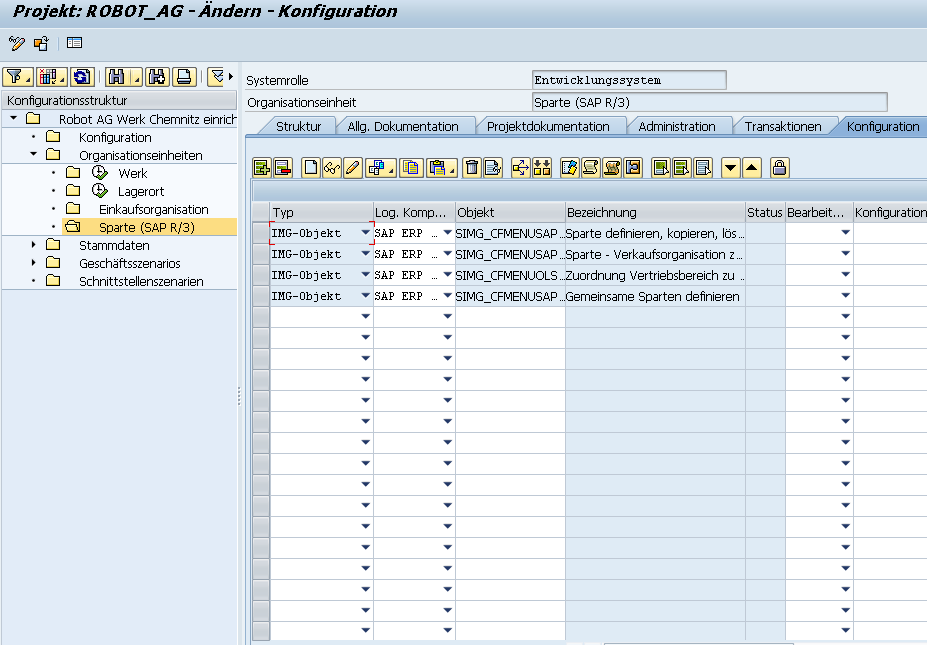 Projekt: ROBOT_AG - Ändern - Konfiguration
Systemrolle
Entwicklungssystem
Organisationseinheit
Sparte (SAP R/3)
Konfigurationsstruktur
Robot AG Werk Chemnitz einrich
Konfiguration
Organisationseinheiten
Werk
Lagerort
Einkaufsorganisation
Sparte (SAP R/3)
Stammdaten
Geschäftsszenarios
Schnittstellenszenarien
Struktur
Allg. Dokumentation
Projektdokumentation
Administration
Transaktionen
Konfiguration
Typ Log. Komp... Objekt Bezeichnung Status Bearbeit... Konfiguration
IMG-Objekt SAP ERP ... SIMG_CFMENUSAP... Sparte definieren, kopieren, lös...
IMG-Objekt SAP ERP ... SIMG_CFMENUSAP... Sparte - Verkaufsorganisation z...
IMG-Objekt SAP ERP ... SIMG_CFMENUOLS... Zuordnung Vertriebsbereich zu ...
IMG-Objekt SAP ERP ... SIMG_CFMENUSAP... Gemeinsame Sparten definieren